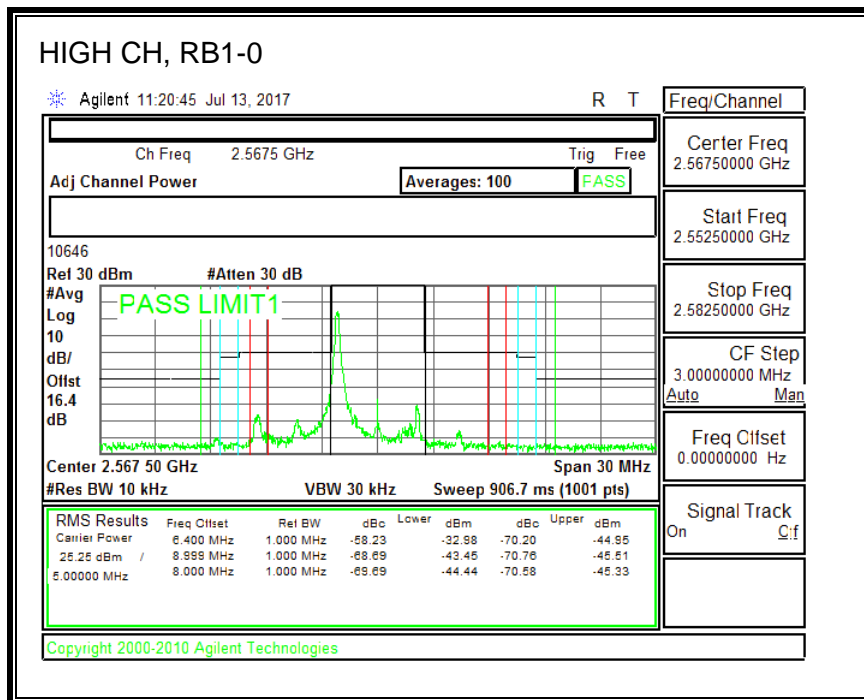 HIGH CH, RB1-0
Agilent 11:20:45 Jul 13, 2017 R T
Freq/Channel
Ch Freq 2.5675 GHz Trig Free
Adj Channel Power Averages: 100 PASS
Center Freq
2.56750000 GHz
Start Freq
2.55250000 GHz
10646
Ref 30 dBm #Atten 30 dB
#Avg
Log
10
dB/
Offst
16.4
dB
PASS LIMIT1
Stop Freq
2.58250000 GHz
CF Step
3.00000000 MHz
Auto Man
Freq Offset
0.00000000 Hz
Center 2.567 50 GHz Span 30 MHz
#Res BW 10 kHz VBW 30 kHz Sweep 906.7 ms (1001 pts)
Signal Track
On Off
RMS Results Freq Offset Ref BW dBc Lower dBm dBc Upper dBm
Carrier Power MHz 1.000 MHz -58.23 -32.98 -70.20 -44.95
25.25 dBm / MHz 1.000 MHz -68.69 -43.45 -70.76 -45.51
5.00000 MHz 8.000 MHz 1.000 MHz -69.69 -44.44 -70.58 -45.33
Copyright 2000-2010 Agilent Technologies